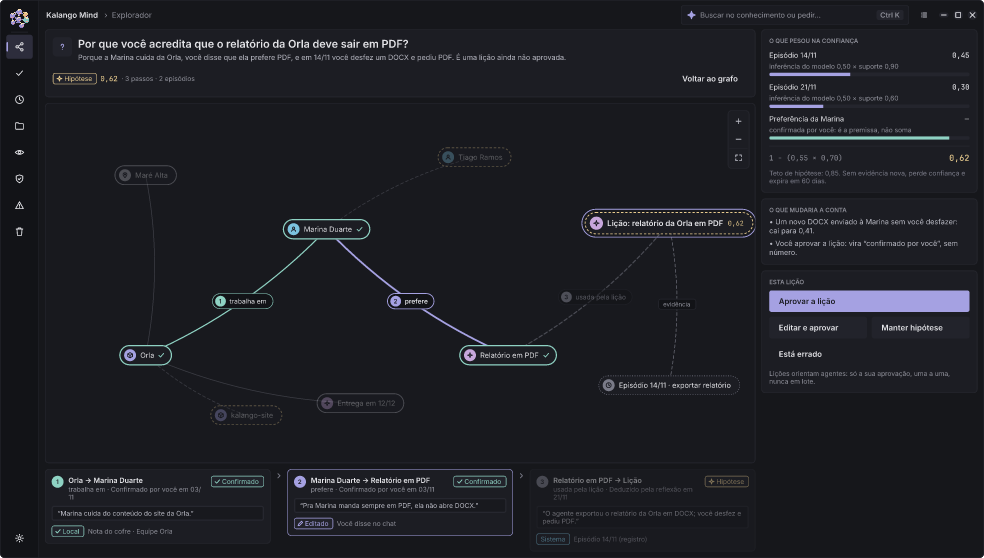 Kalango Mind › Explorador
Buscar no conhecimento ou pedir...
Ctrl K
?
Por que você acredita que o relatório da Orla deve sair em PDF?
Porque a Marina cuida da Orla, você disse que ela prefere PDF, e em 14/11 você desfez um DOCX e pediu PDF. É uma lição ainda não aprovada.
Hipótese 0,62 · 3 passos · 2 episódios
Voltar ao grafo
Maré Alta
Tiago Ramos
Marina Duarte
Lição: relatório da Orla em PDF 0,62
1 trabalha em
2 prefere
3 usada pela lição
evidência
Orla
Relatório em PDF
Episódio 14/11 · exportar relatório
Entrega em 12/12
kalango-site
1 Orla → Marina Duarte
trabalha em · Confirmado por você em 03/
11
Confirmado
“Marina cuida do conteúdo do site da Orla.”
Local Nota do cofre · Equipe Orla
2 Marina Duarte → Relatório em PDF
prefere · Confirmado por você em 03/11
Confirmado
“Pra Marina manda sempre em PDF, ela não abre DOCX.”
Editado Você disse no chat
3 Relatório em PDF → Lição
usada pela lição · Deduzido pela reflexão em
21/11
Hipótese
“O agente exportou o relatório da Orla em DOCX; você desfez e
pediu PDF.”
Sistema Episódio 14/11 (registro)
O QUE PESOU NA CONFIANÇA
Episódio 14/11 0,45
inferência do modelo 0,50 × suporte 0,90
Episódio 21/11 0,30
inferência do modelo 0,50 × suporte 0,60
Preferência da Marina –
confirmada por você: é a premissa, não soma
1 - (0,55 × 0,70) 0,62
Teto de hipótese: 0,85. Sem evidência nova, perde confiança e
expira em 60 dias.
O QUE MUDARIA A CONTA
• Um novo DOCX enviado à Marina sem você desfazer:
cai para 0,41.
• Você aprovar a lição: vira “confirmado por você”, sem
número.
ESTA LIÇÃO
Aprovar a lição
Editar e aprovar
Manter hipótese
Está errado
Lições orientam agentes: só a sua aprovação, uma a uma,
nunca em lote.